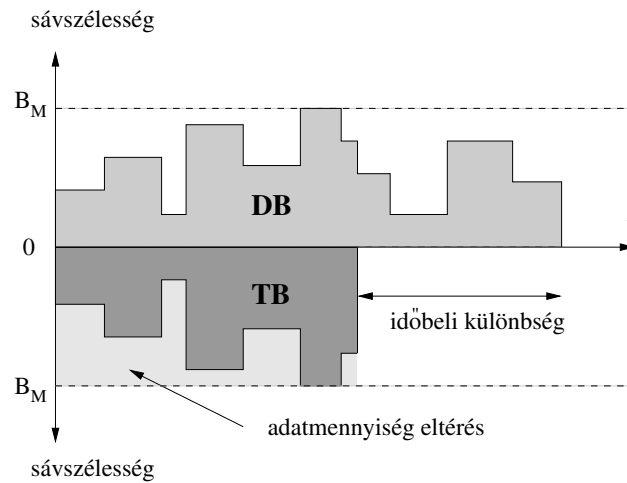 sávszélesség
B_M
DB
0
TB
időbeli különbség
B_M
adatmennyiség eltérés
sávszélesség